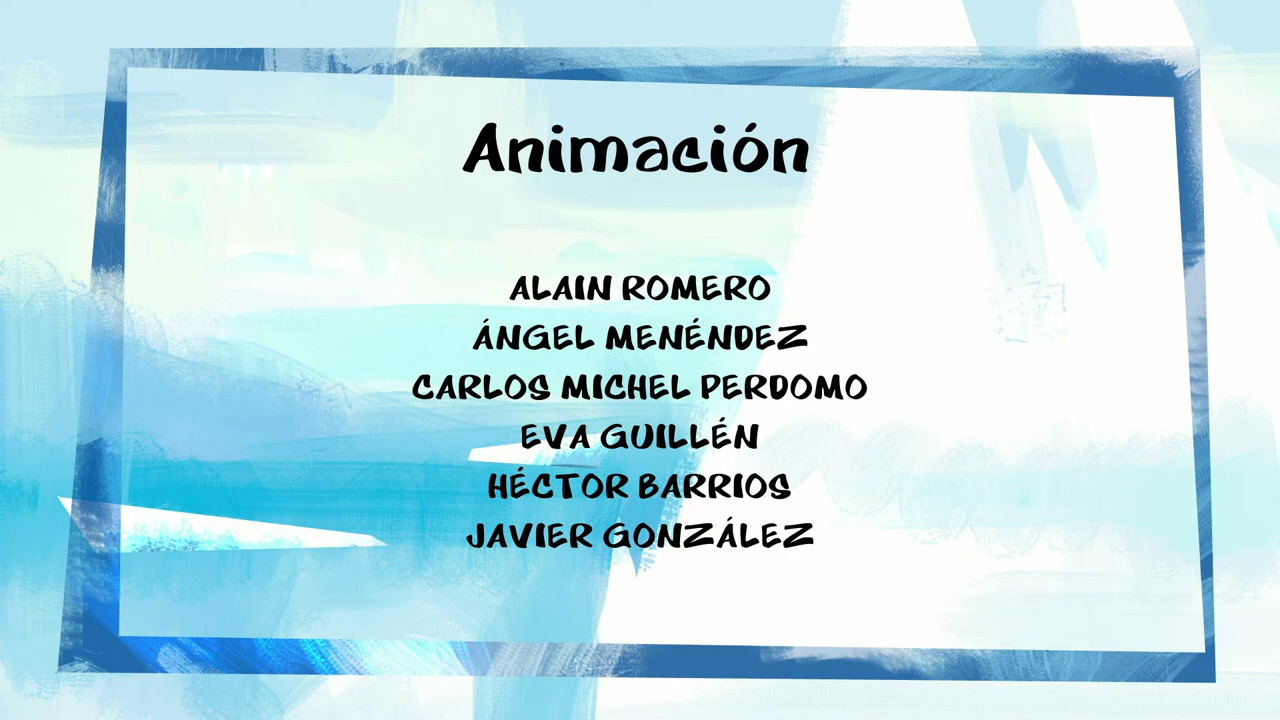 Animación
ALAIN ROMERO
ÁNGEL MENÉNDEZ
CARLOS MICHEL PERDOMO
EVA GUILLÉN
HÉCTOR BARRIOS
JAVIER GONZÁLEZ